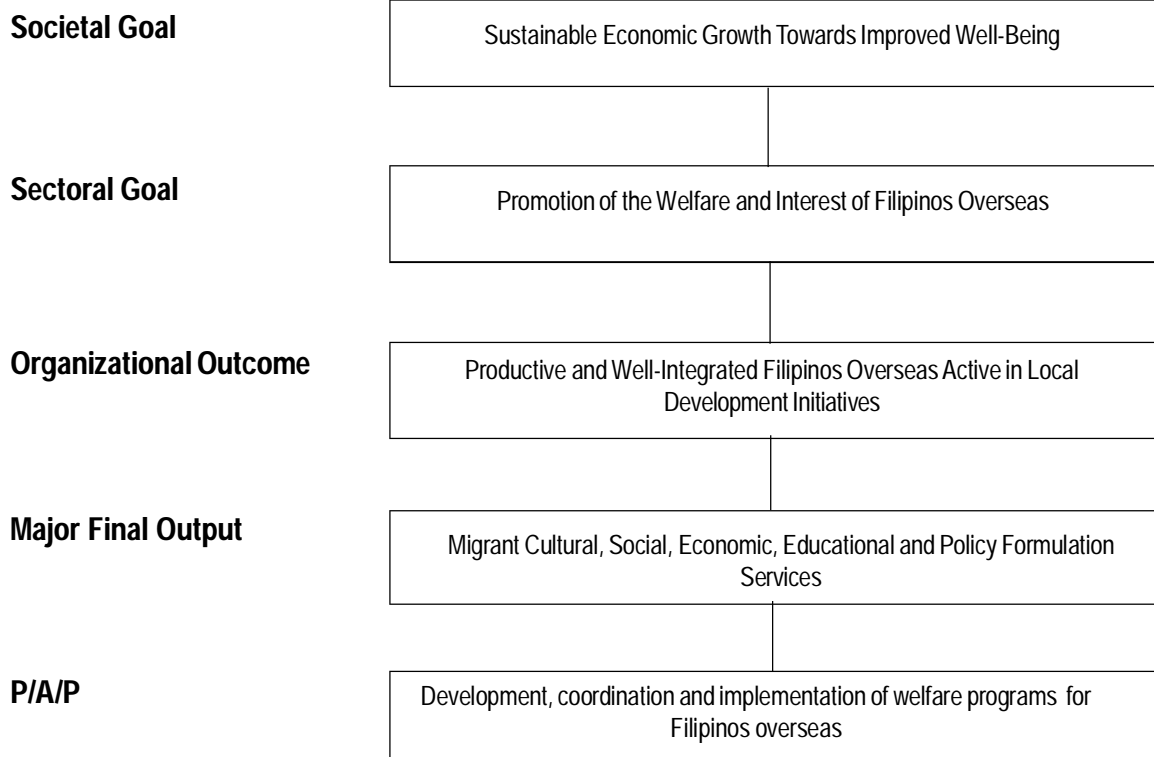 Societal Goal
Sustainable Economic Growth Towards Improved Well-Being
Sectoral Goal
Promotion of the Welfare and Interest of Filipinos Overseas
Organizational Outcome
Productive and Well-Integrated Filipinos Overseas Active in Local
Development Initiatives
Major Final Output
Migrant Cultural, Social, Economic, Educational and Policy Formulation
Services
P/A/P
Development, coordination and implementation of welfare programs for
Filipinos overseas